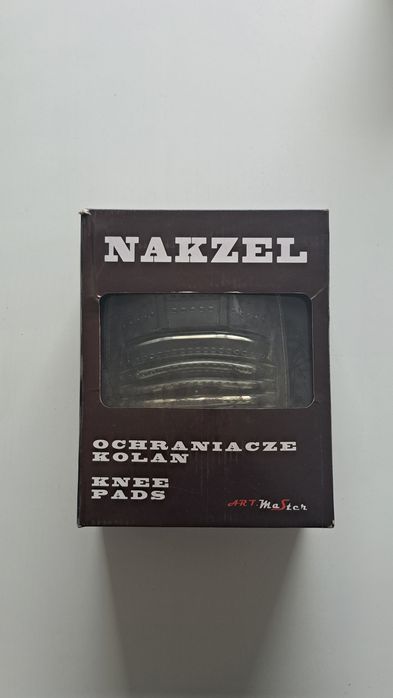 NAKZEL
OCHRANIACZE
KOLAN
KNEE
PADS
ART.MaSter